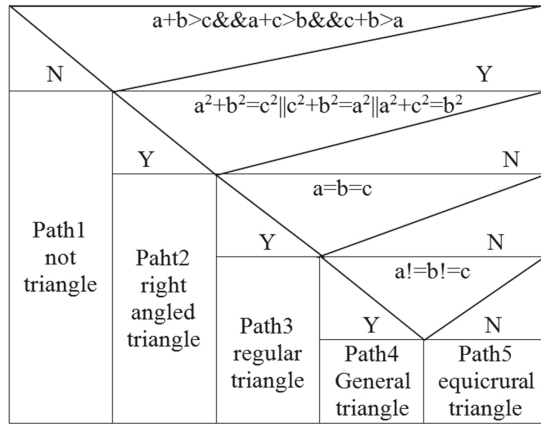 a+b>c&&a+c>b&&c+b>a
N
Y
a²+b²=c²||c²+b²=a²||a²+c²=b²
Y
N
a=b=c
Y
N
a!=b!=c
Y
N
Path1
not
triangle
Paht2
right
angled
triangle
Path3
regular
triangle
Path4
General
triangle
Path5
equicrural
triangle